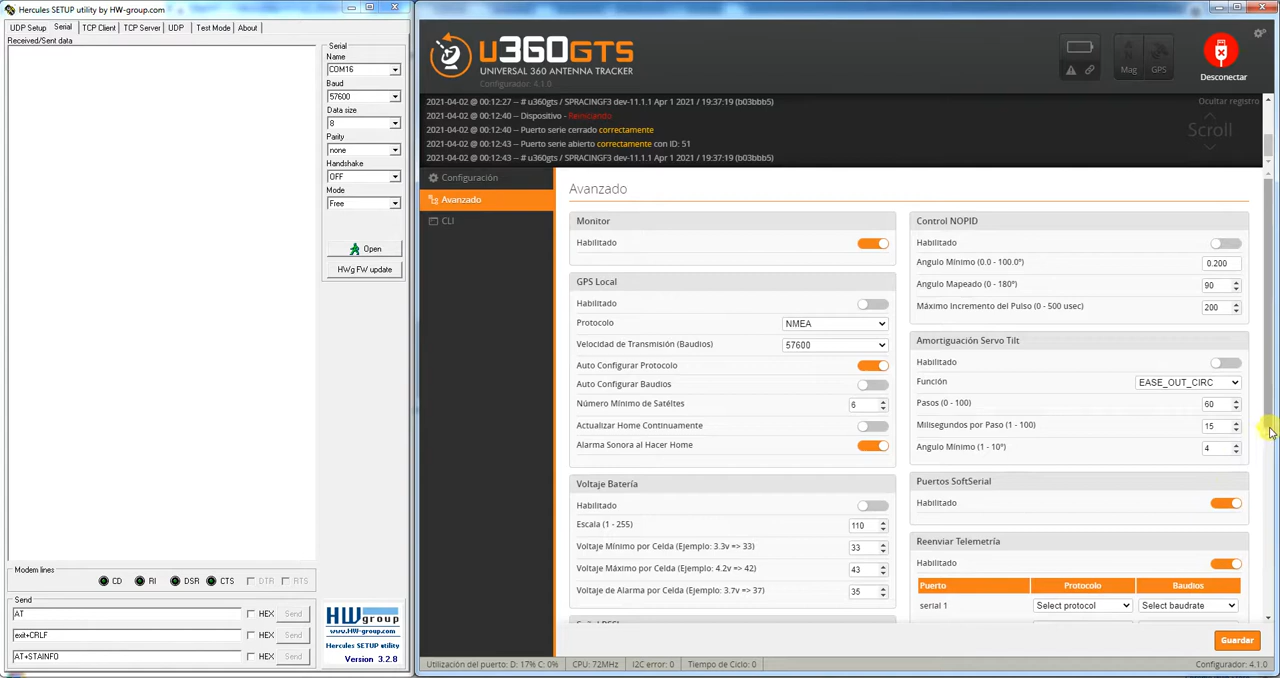 Hercules SETUP utility by HW-group.com
UDP Setup Serial TCP Client TCP Server UDP Test Mode About
Received/Sent data
Serial
Name
COM16
Baud
57600
Data size
8
Parity
none
Handshake
OFF
Mode
Free
Open
HWg FW update
Modem lines
CD RI DSR CTS DTR RTS
Send
AT HEX Send
exit+CRLF HEX Send
AT+STAINFO HEX Send
HWgroup
www.HW-group.com
Hercules SETUP utility
Version 3.2.8
U360GTS
UNIVERSAL 360 ANTENNA TRACKER
Configurador: 4.1.0
Mag GPS
Desconectar
2021-04-02 @ 00:12:27 -- # u360gts / SPRACINGF3 dev-11.1.1 Apr 1 2021 / 19:37:19 (b03bbb5)
2021-04-02 @ 00:12:40 -- Dispositivo - Reiniciando
2021-04-02 @ 00:12:40 -- Puerto serie cerrado correctamente
2021-04-02 @ 00:12:43 -- Puerto serie abierto correctamente con ID: 51
2021-04-02 @ 00:12:43 -- # u360gts / SPRACINGF3 dev-11.1.1 Apr 1 2021 / 19:37:19 (b03bbb5)
Ocultar registro
Scroll
Configuración
Avanzado
CLI
Avanzado
Monitor
Habilitado
GPS Local
Habilitado
Protocolo NMEA
Velocidad de Transmisión (Baudios) 57600
Auto Configurar Protocolo
Auto Configurar Baudios
Número Mínimo de Satéltes 6
Actualizar Home Continuamente
Alarma Sonora al Hacer Home
Voltaje Batería
Habilitado
Escala (1 - 255) 110
Voltaje Mínimo por Celda (Ejemplo: 3.3v => 33) 33
Voltaje Máximo por Celda (Ejemplo: 4.2v => 42) 43
Voltaje de Alarma por Celda (Ejemplo: 3.7v => 37) 35
Control NOPID
Habilitado
Angulo Mínimo (0.0 - 100.0º) 0.200
Angulo Mapeado (0 - 180º) 90
Máximo Incremento del Pulso (0 - 500 usec) 200
Amortiguación Servo Tilt
Habilitado
Función EASE_OUT_CIRC
Pasos (0 - 100) 60
Milisegundos por Paso (1 - 100) 15
Angulo Mínimo (1 - 10º) 4
Puertos SoftSerial
Habilitado
Reenviar Telemetría
Habilitado
Puerto Protocolo Baudios
serial 1 Select protocol Select baudrate
Guardar
Utilización del puerto: D: 17% C: 0% CPU: 72MHz I2C error: 0 Tiempo de Ciclo: 0 Configurador: 4.1.0